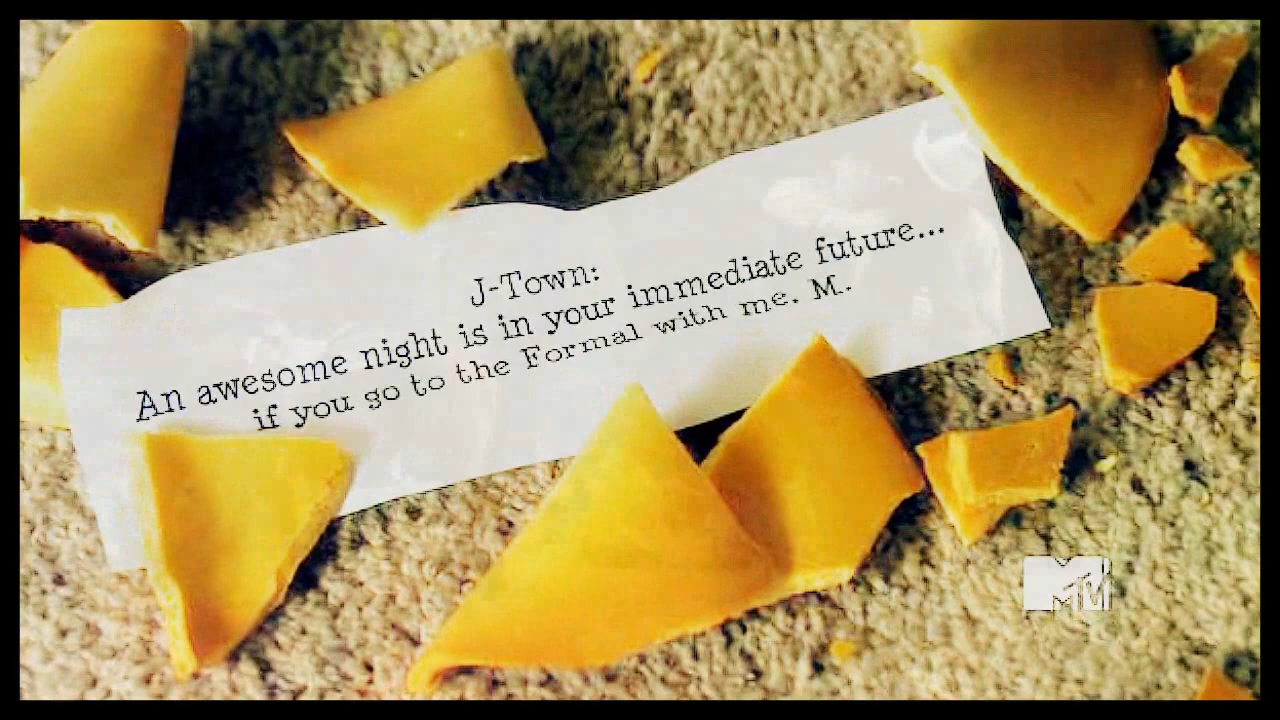 J-Town:
An awesome night is in your immediate future...
if you go to the Formal with me. M.
MTV